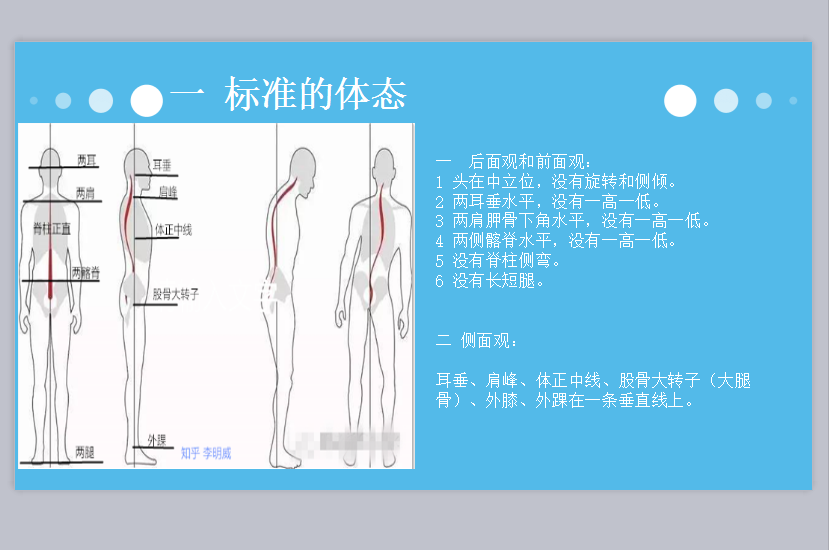 一 标准的体态
两耳
两肩
脊柱正直
两髂脊
两腿
耳垂
肩峰
体正中线
股骨大转子
外踝
知乎 李明威
一 后面观和前面观：
1 头在中立位，没有旋转和侧倾。
2 两耳垂水平，没有一高一低。
3 两肩胛骨下角水平，没有一高一低。
4 两侧髂脊水平，没有一高一低。
5 没有脊柱侧弯。
6 没有长短腿。
二 侧面观：
耳垂、肩峰、体正中线、股骨大转子（大腿
骨）、外膝、外踝在一条垂直线上。